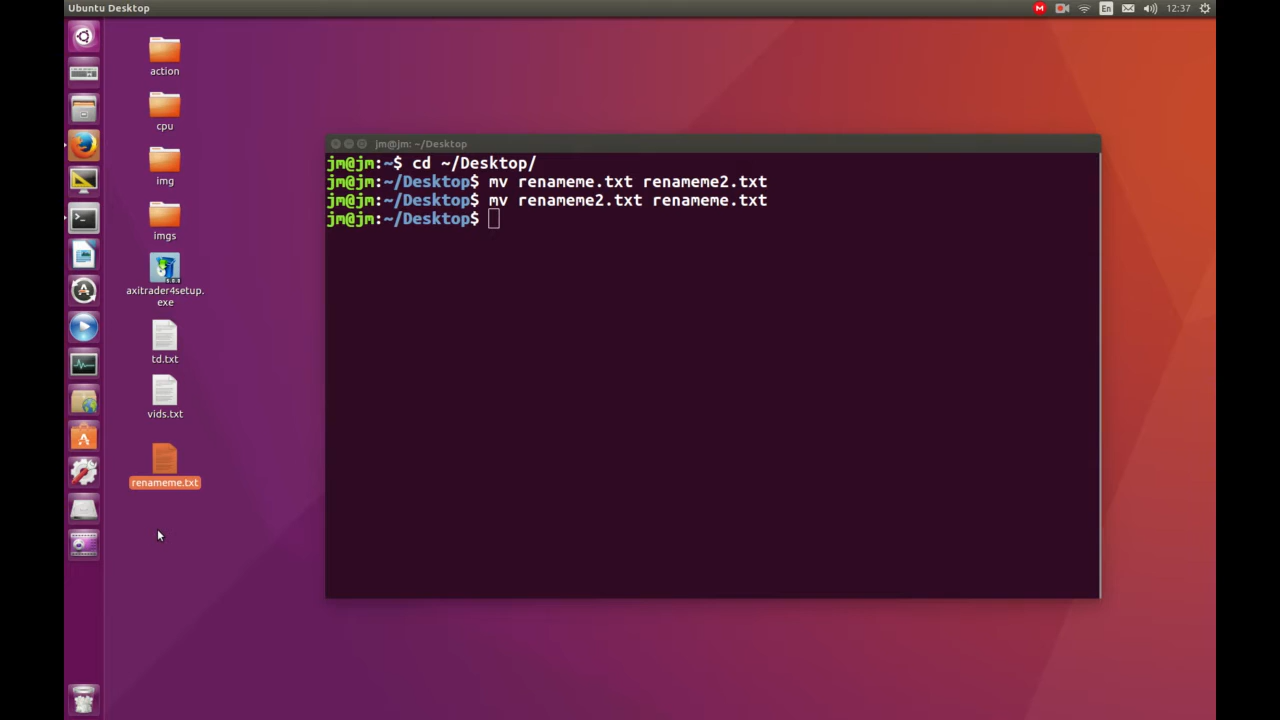 Ubuntu Desktop
M
En
12:37
action
cpu
img
imgs
axitrader4setup.
exe
td.txt
vids.txt
renameme.txt
jm@jm: ~/Desktop
jm@jm:~$ cd ~/Desktop/
jm@jm:~/Desktop$ mv renameme.txt renameme2.txt
jm@jm:~/Desktop$ mv renameme2.txt renameme.txt
jm@jm:~/Desktop$